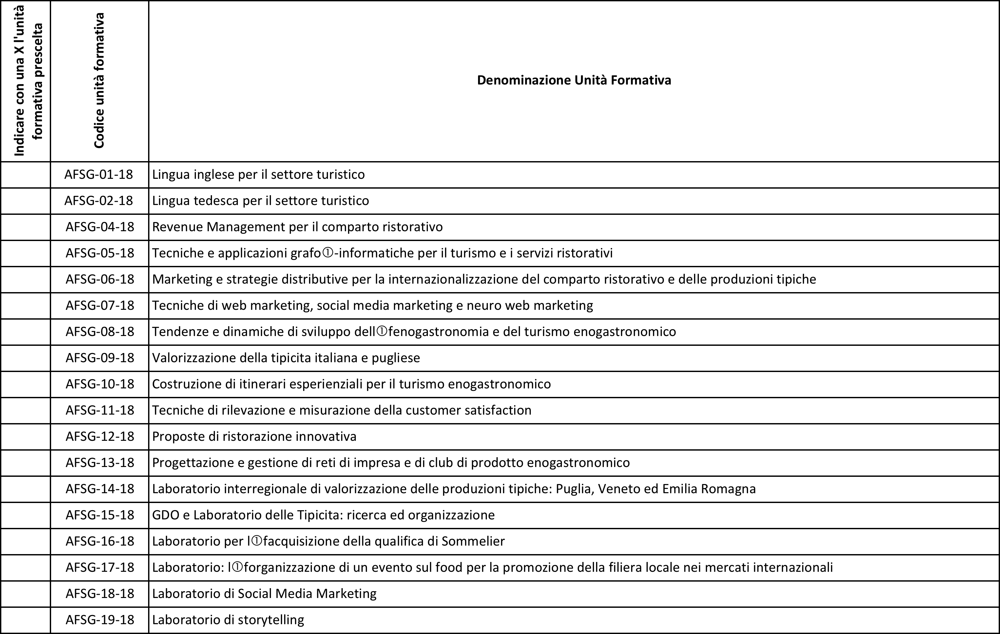 Indicare con una X l'unità
formativa prescelta
Codice unità formativa
Denominazione Unità Formativa
AFSG-01-18 Lingua inglese per il settore turistico
AFSG-02-18 Lingua tedesca per il settore turistico
AFSG-04-18 Revenue Management per il comparto ristorativo
AFSG-05-18 Tecniche e applicazioni grafo①-informatiche per il turismo e i servizi ristorativi
AFSG-06-18 Marketing e strategie distributive per la internazionalizzazione del comparto ristorativo e delle produzioni tipiche
AFSG-07-18 Tecniche di web marketing, social media marketing e neuro web marketing
AFSG-08-18 Tendenze e dinamiche di sviluppo dell①fenogastronomia e del turismo enogastronomico
AFSG-09-18 Valorizzazione della tipicita italiana e pugliese
AFSG-10-18 Costruzione di itinerari esperienziali per il turismo enogastronomico
AFSG-11-18 Tecniche di rilevazione e misurazione della customer satisfaction
AFSG-12-18 Proposte di ristorazione innovativa
AFSG-13-18 Progettazione e gestione di reti di impresa e di club di prodotto enogastronomico
AFSG-14-18 Laboratorio interregionale di valorizzazione delle produzioni tipiche: Puglia, Veneto ed Emilia Romagna
AFSG-15-18 GDO e Laboratorio delle Tipicita: ricerca ed organizzazione
AFSG-16-18 Laboratorio per l①facquisizione della qualifica di Sommelier
AFSG-17-18 Laboratorio: l①forganizzazione di un evento sul food per la promozione della filiera locale nei mercati internazionali
AFSG-18-18 Laboratorio di Social Media Marketing
AFSG-19-18 Laboratorio di storytelling